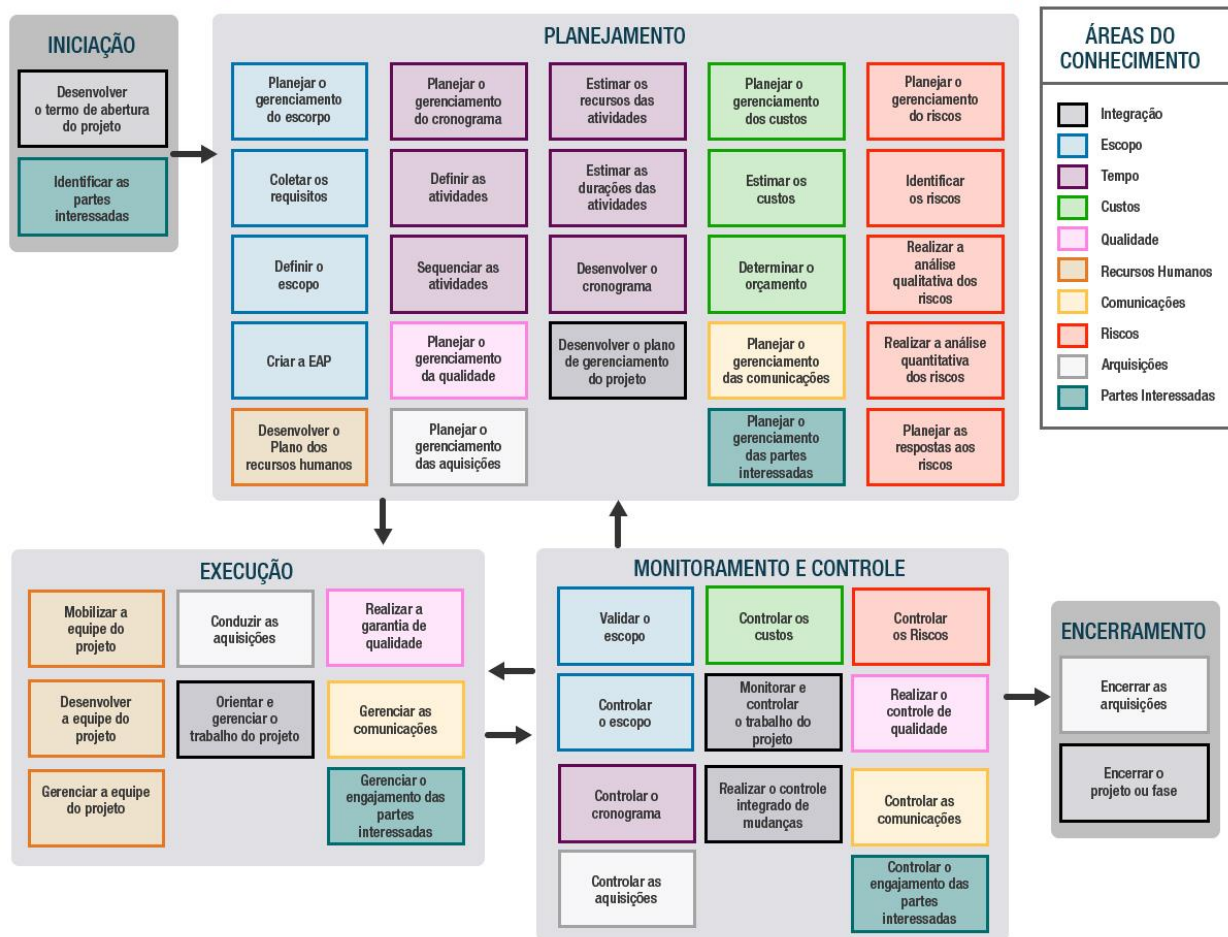 INICIAÇÃO
Desenvolver
o termo de abertura
do projeto
Identificar as
partes
interessadas
PLANEJAMENTO
Planejar o
gerenciamento
do escorpo
Planejar o
gerenciamento
do cronograma
Estimar os
recursos das
atividades
Planejar o
gerenciamento
dos custos
Planejar o
gerenciamento
do riscos
Coletar os
requisitos
Definir as
atividades
Estimar as
durações das
atividades
Estimar os
custos
Identificar
os riscos
Definir o
escopo
Sequenciar as
atividades
Desenvolver o
cronograma
Determinar o
orçamento
Realizar a
análise
qualitativa dos
riscos
Criar a EAP
Planejar o
gerenciamento
da qualidade
Desenvolver o plano
de gerenciamento
do projeto
Planejar o
gerenciamento
das comunicações
Realizar a análise
quantitativa
dos riscos
Desenvolver o
Plano dos
recursos humanos
Planejar o
gerenciamento
das aquisições
Planejar o
gerenciamento
das partes
interessadas
Planejar as
respostas aos
riscos
ÁREAS DO
CONHECIMENTO
Integração
Escopo
Tempo
Custos
Qualidade
Recursos Humanos
Comunicações
Riscos
Arquisições
Partes Interessadas
EXECUÇÃO
Mobilizar a
equipe do
projeto
Conduzir as
aquisições
Realizar a
garantia de
qualidade
Desenvolver
a equipe do
projeto
Orientar e
gerenciar o
trabalho do projeto
Gerenciar as
comunicações
Gerenciar a equipe
do projeto
Gerenciar o
engajamento das
partes
interessadas
MONITORAMENTO E CONTROLE
Validar o
escopo
Controlar os
custos
Controlar
os Riscos
Controlar
o escopo
Monitorar e
controlar
o trabalho do
projeto
Realizar o
controle de
qualidade
Controlar o
cronograma
Realizar o controle
integrado de
mudanças
Controlar as
comunicações
Controlar as
aquisições
Controlar o
engajamento das
partes
interessadas
ENCERRAMENTO
Encerrar as
arquisições
Encerrar o
projeto ou fase